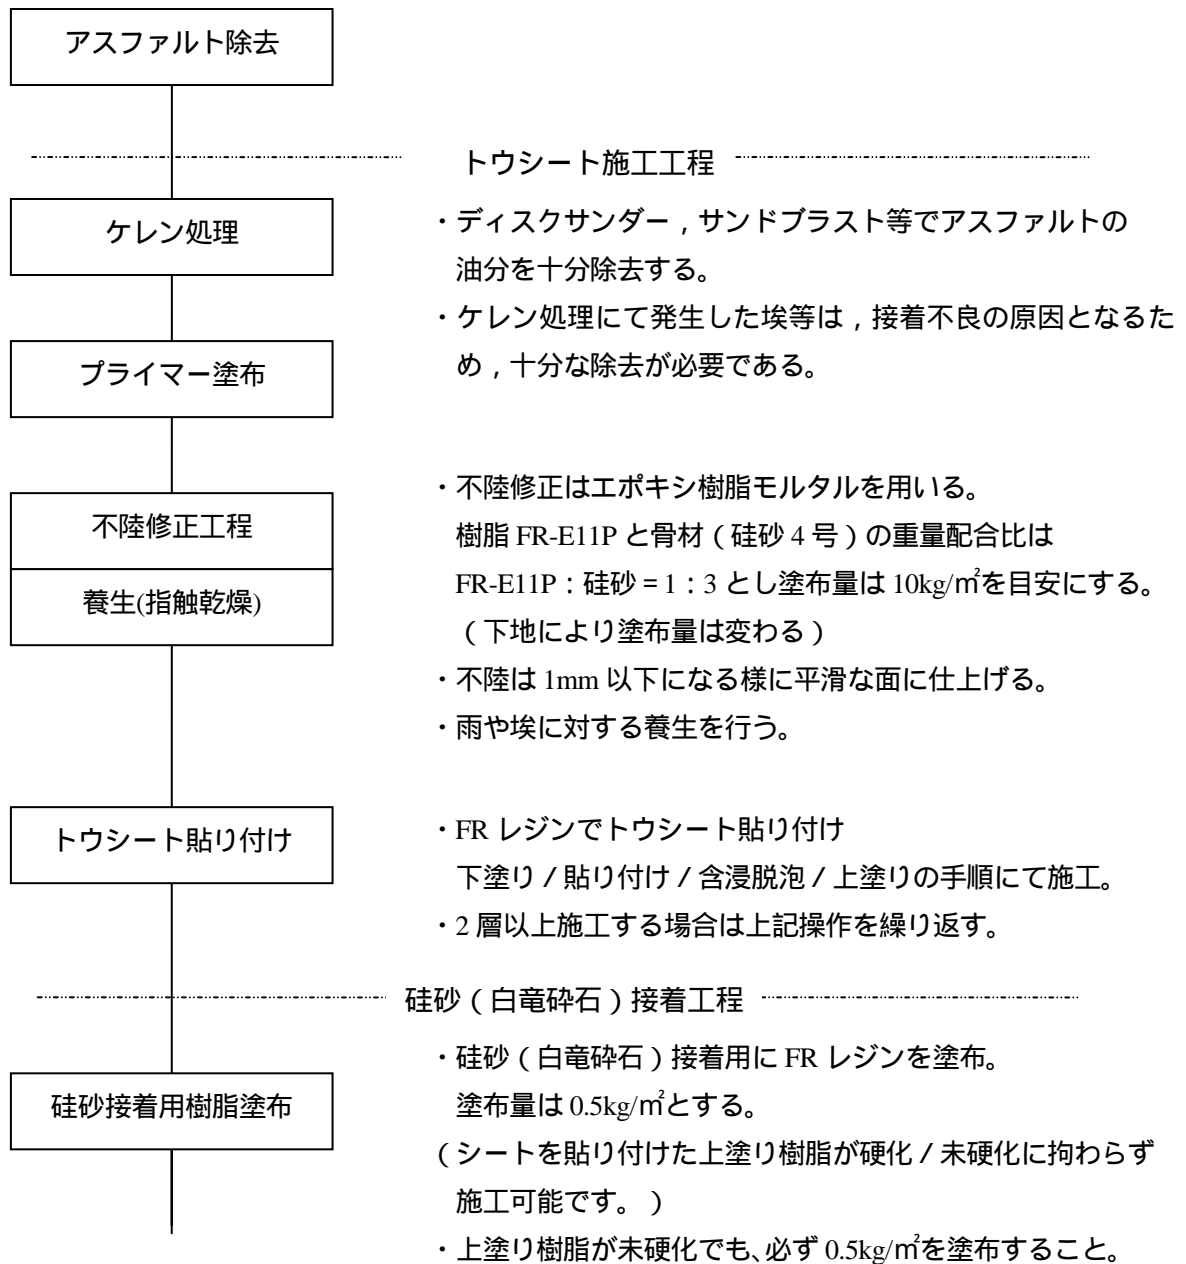 アスファルト除去
トウシート施工工程
ケレン処理
・ディスクサンダー，サンドブラスト等でアスファルトの
油分を十分除去する。
・ケレン処理にて発生した埃等は，接着不良の原因となるた
め，十分な除去が必要である。
プライマー塗布
不陸修正工程
養生(指触乾燥)
・不陸修正はエポキシ樹脂モルタルを用いる。
樹脂 FR-E11P と骨材（硅砂 4 号）の重量配合比は
FR-E11P：硅砂 = 1：3 とし塗布量は 10kg/㎡を目安にする。
（下地により塗布量は変わる）
・不陸は 1mm 以下になる様に平滑な面に仕上げる。
・雨や埃に対する養生を行う。
トウシート貼り付け
・FR レジンでトウシート貼り付け
下塗り／貼り付け／含浸脱泡／上塗りの手順にて施工。
・2 層以上施工する場合は上記操作を繰り返す。
硅砂（白竜砕石）接着工程
硅砂接着用樹脂塗布
・硅砂（白竜砕石）接着用に FR レジンを塗布。
塗布量は 0.5kg/㎡とする。
（シートを貼り付けた上塗り樹脂が硬化／未硬化に拘わらず
施工可能です。）
・上塗り樹脂が未硬化でも、必ず 0.5kg/㎡を塗布すること。